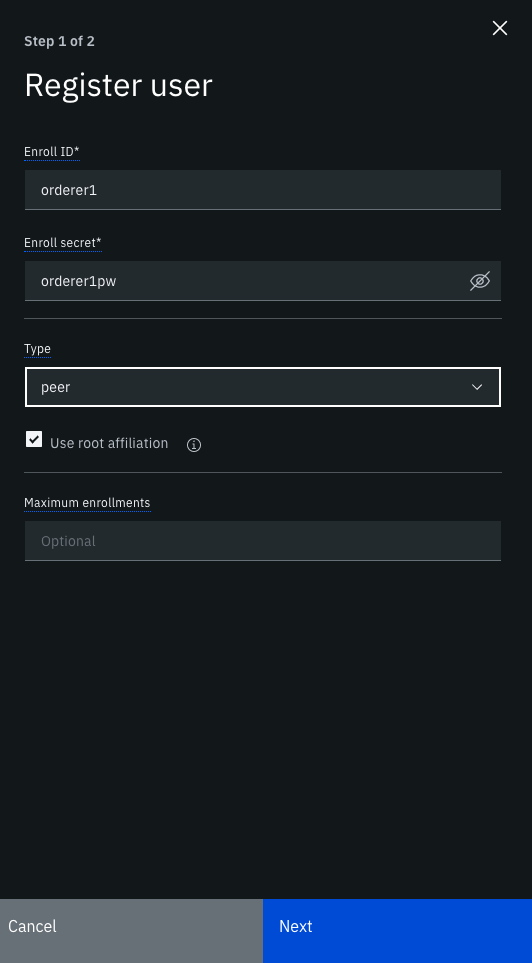 Step 1 of 2
Register user
Enroll ID*
orderer1
Enroll secret*
orderer1pw
Type
peer
Use root affiliation
Maximum enrollments
Optional
Cancel
Next